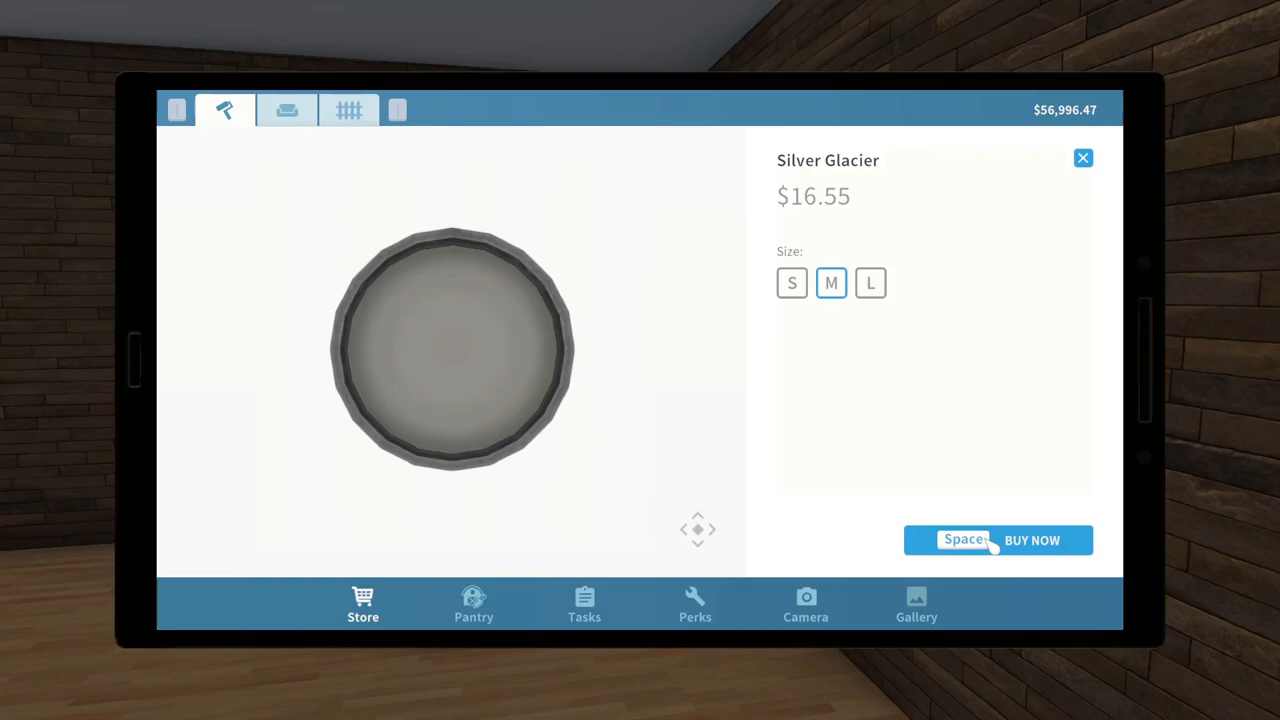 $56,996.47
Silver Glacier
$16.55
Size:
S M L
Space BUY NOW
Store Pantry Tasks Perks Camera Gallery